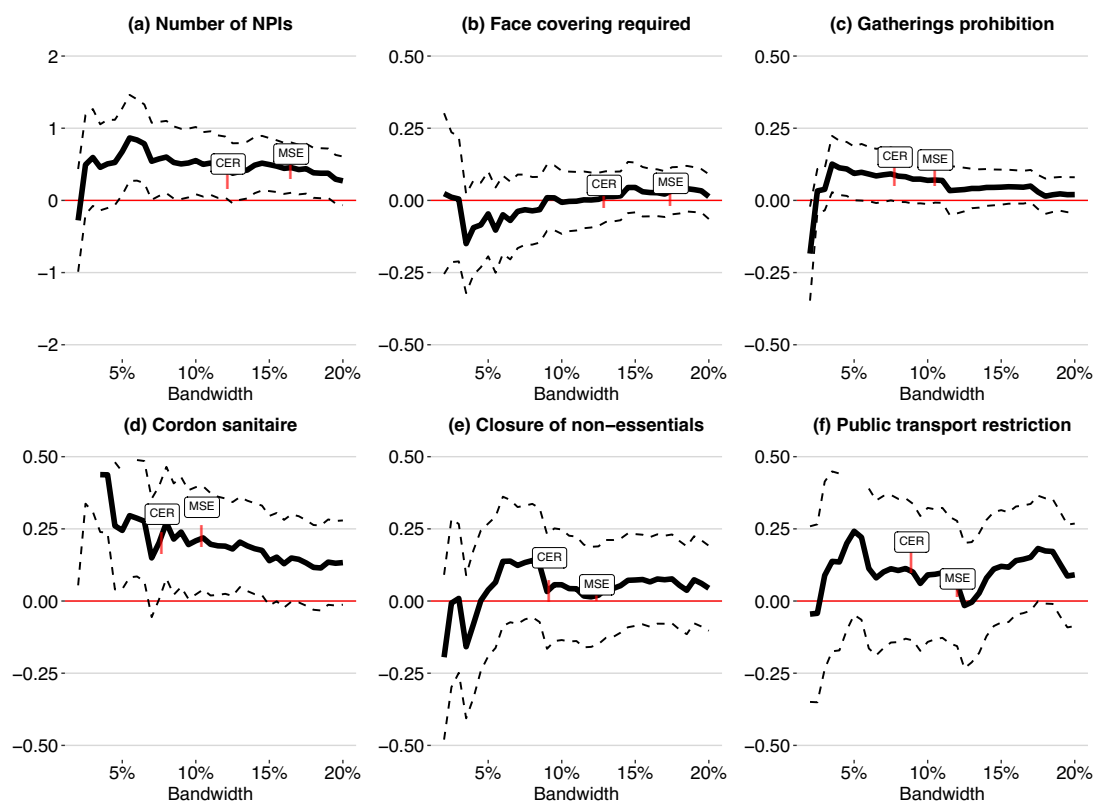 (a) Number of NPIs
(b) Face covering required
(c) Gatherings prohibition
2
1
0
−1
−2
CER
MSE
5%
10%
15%
20%
Bandwidth
0.50
0.25
0.00
−0.25
−0.50
CER
MSE
5%
10%
15%
20%
Bandwidth
0.50
0.25
0.00
−0.25
−0.50
CER
MSE
5%
10%
15%
20%
Bandwidth
(d) Cordon sanitaire
(e) Closure of non−essentials
(f) Public transport restriction
0.50
0.25
0.00
−0.25
−0.50
CER
MSE
5%
10%
15%
20%
Bandwidth
0.50
0.25
0.00
−0.25
−0.50
CER
MSE
5%
10%
15%
20%
Bandwidth
0.50
0.25
0.00
−0.25
−0.50
CER
MSE
5%
10%
15%
20%
Bandwidth